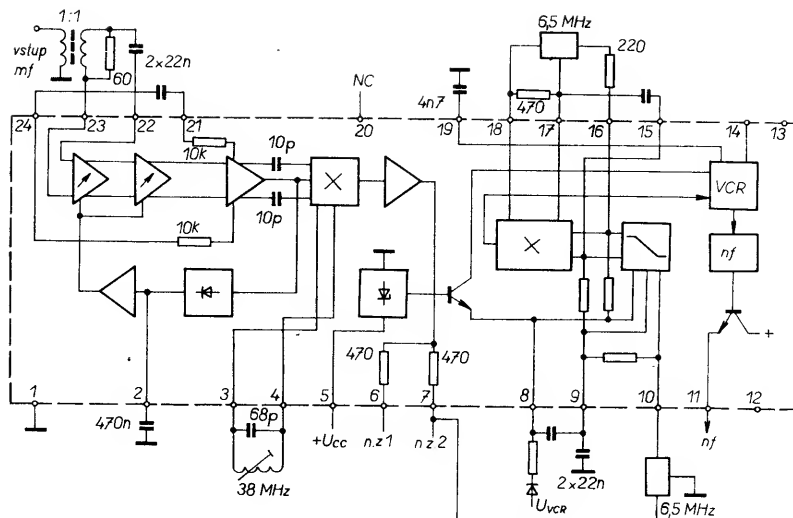 1:1
6,5 MHz
vstup
mf
60
2×22n
220
NC
4n7
470
24
23
22
21
20
19
18
17
16
15
14
13
10k
10p
10p
VCR
10k
nf
+
470
470
1
2
3
4
5
6
7
8
9
10
11
12
470n
68p
+Ucc
n.z1
nz2
nf
38 MHz
2×22n
UVCR
6,5 MHz